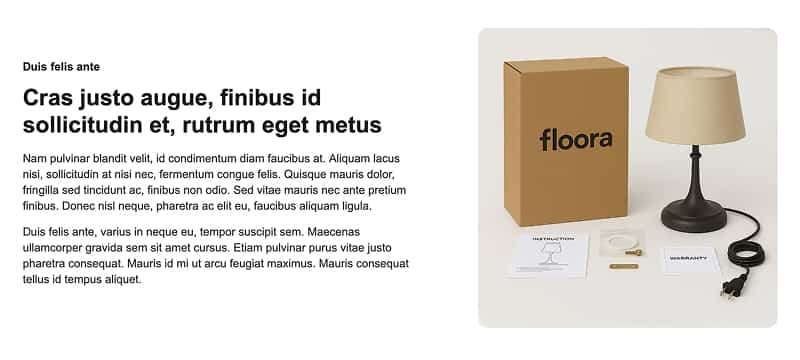 Duis felis ante
Cras justo augue, finibus id
sollicitudin et, rutrum eget metus
Nam pulvinar blandit velit, id condimentum diam faucibus at. Aliquam lacus
nisi, sollicitudin at nisi nec, fermentum congue felis. Quisque mauris dolor,
fringilla sed tincidunt ac, finibus non odio. Sed vitae mauris nec ante pretium
finibus. Donec nisl neque, pharetra ac elit eu, faucibus aliquam ligula.
Duis felis ante, varius in neque eu, tempor suscipit sem. Maecenas
ullamcorper gravida sem sit amet cursus. Etiam pulvinar purus vitae justo
pharetra consequat. Mauris id mi ut arcu feugiat maximus. Mauris consequat
tellus id tempus aliquet.
floora
INSTRUCTION
WARRANTY